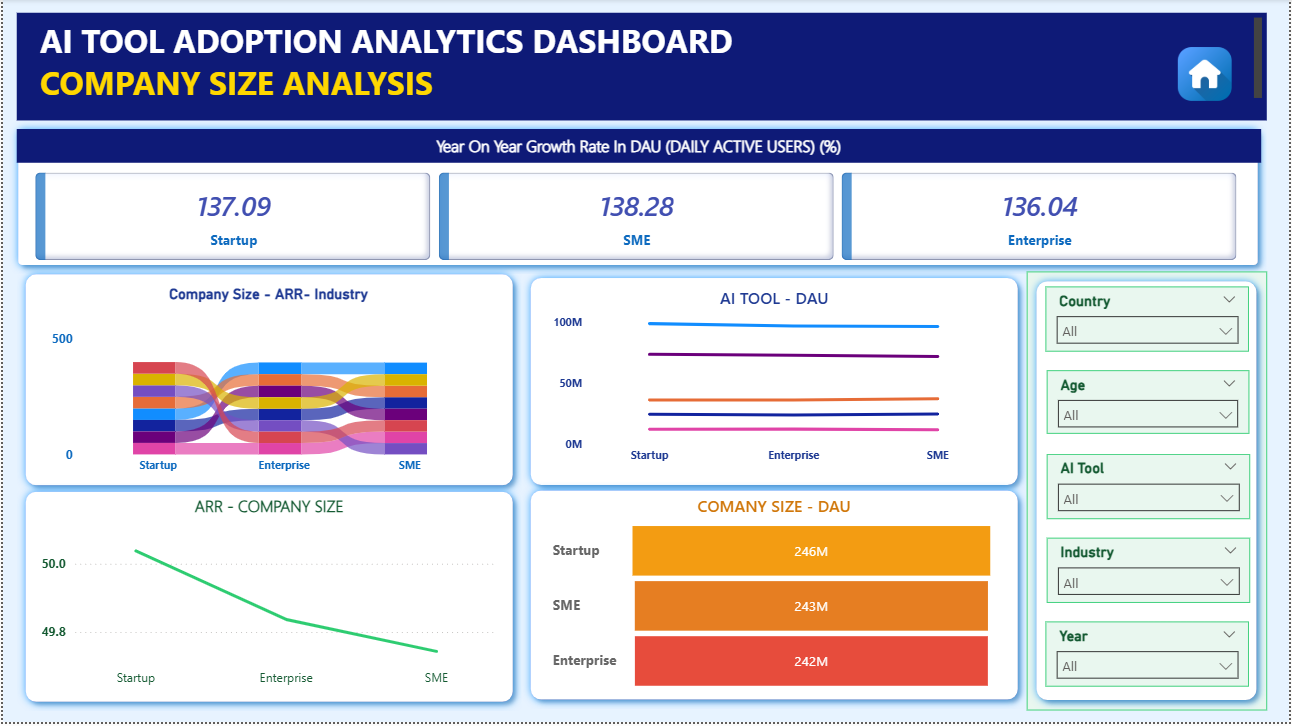 AI TOOL ADOPTION ANALYTICS DASHBOARD
COMPANY SIZE ANALYSIS
Year On Year Growth Rate In DAU (DAILY ACTIVE USERS) (%)
137.09
Startup
138.28
SME
136.04
Enterprise
Company Size - ARR- Industry
500
0
Startup Enterprise SME
AI TOOL - DAU
100M
50M
0M
Startup Enterprise SME
ARR - COMPANY SIZE
50.0
49.8
Startup Enterprise SME
COMANY SIZE - DAU
Startup 246M
SME 243M
Enterprise 242M
Country
All
Age
All
AI Tool
All
Industry
All
Year
All